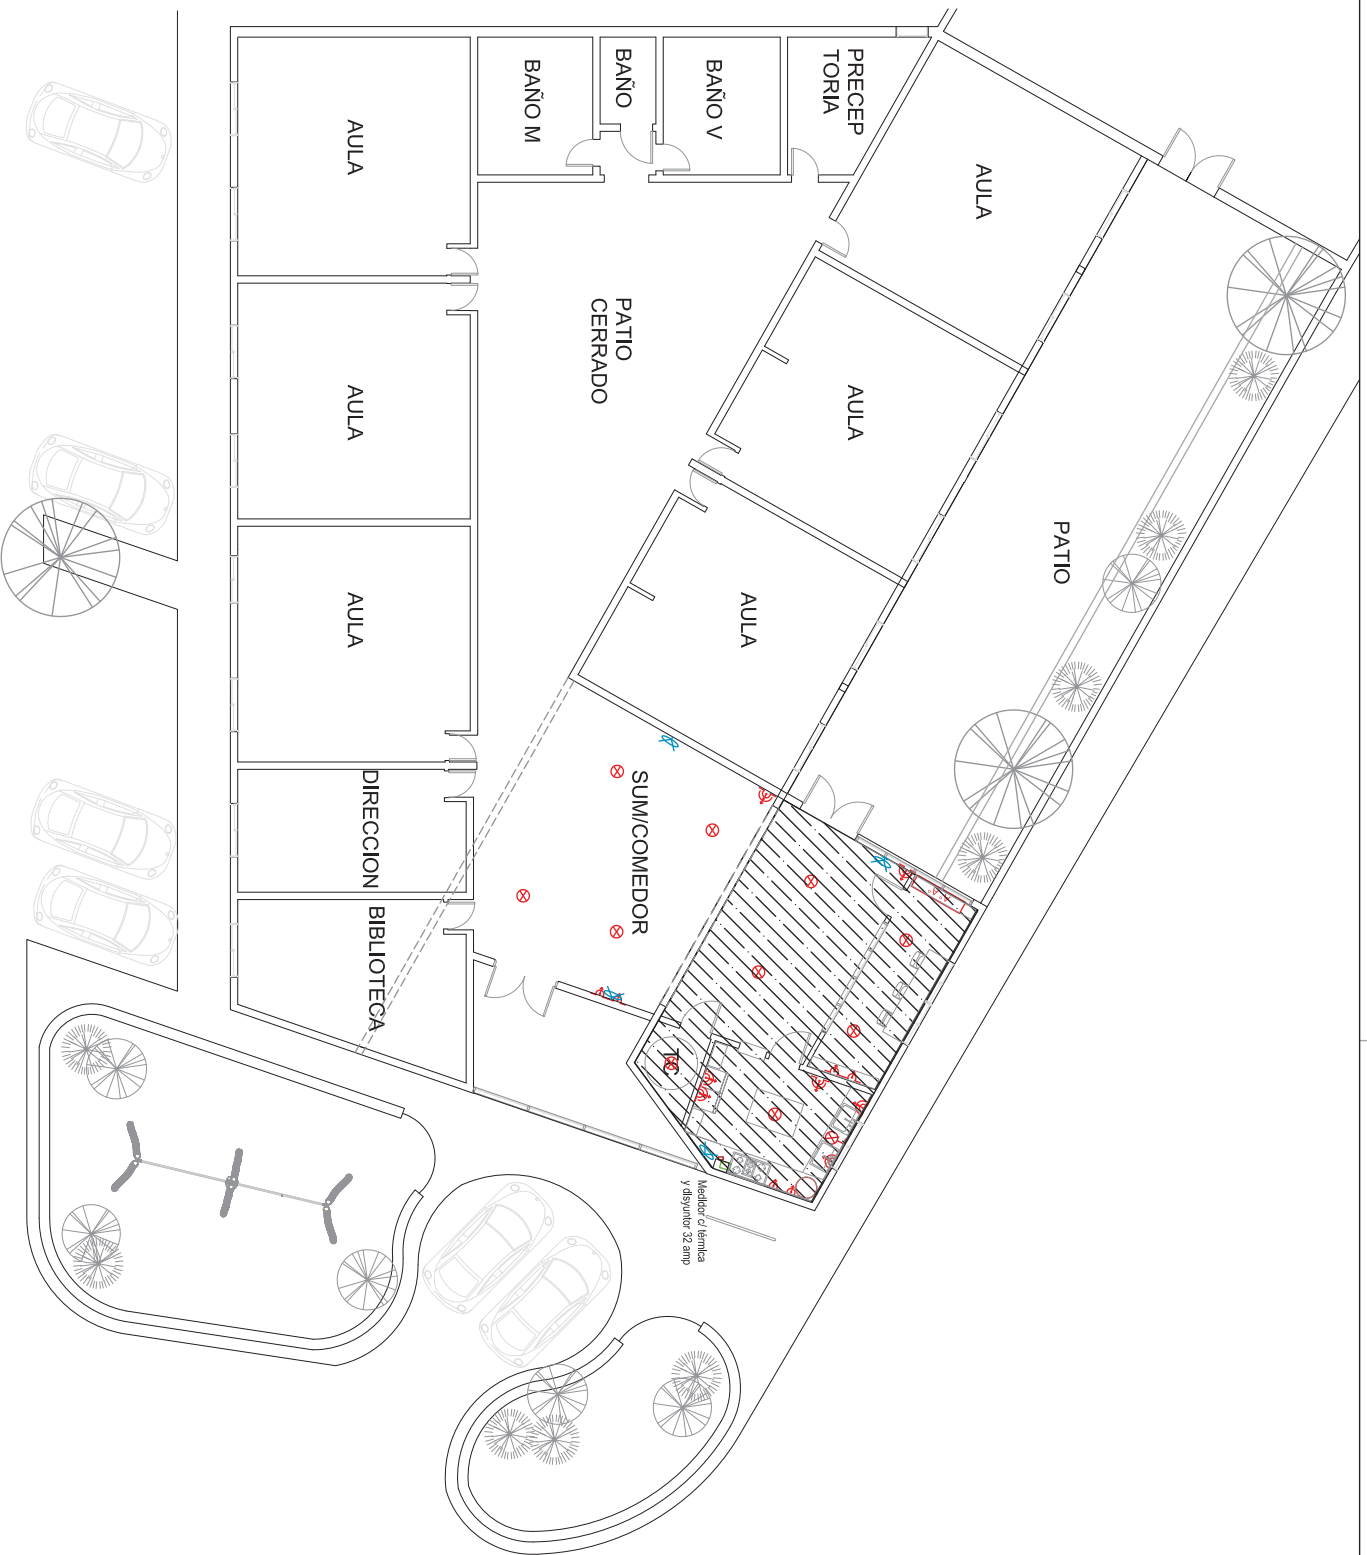 PRECEP
TORIA
BAÑO V
BAÑO
BAÑO M
AULA
AULA
PATIO
CERRADO
AULA
AULA
PATIO
AULA
AULA
SUM/COMEDOR
DIRECCION
BIBLIOTECA
TC
Medidor c/ térmica
y disyuntor 32 amp